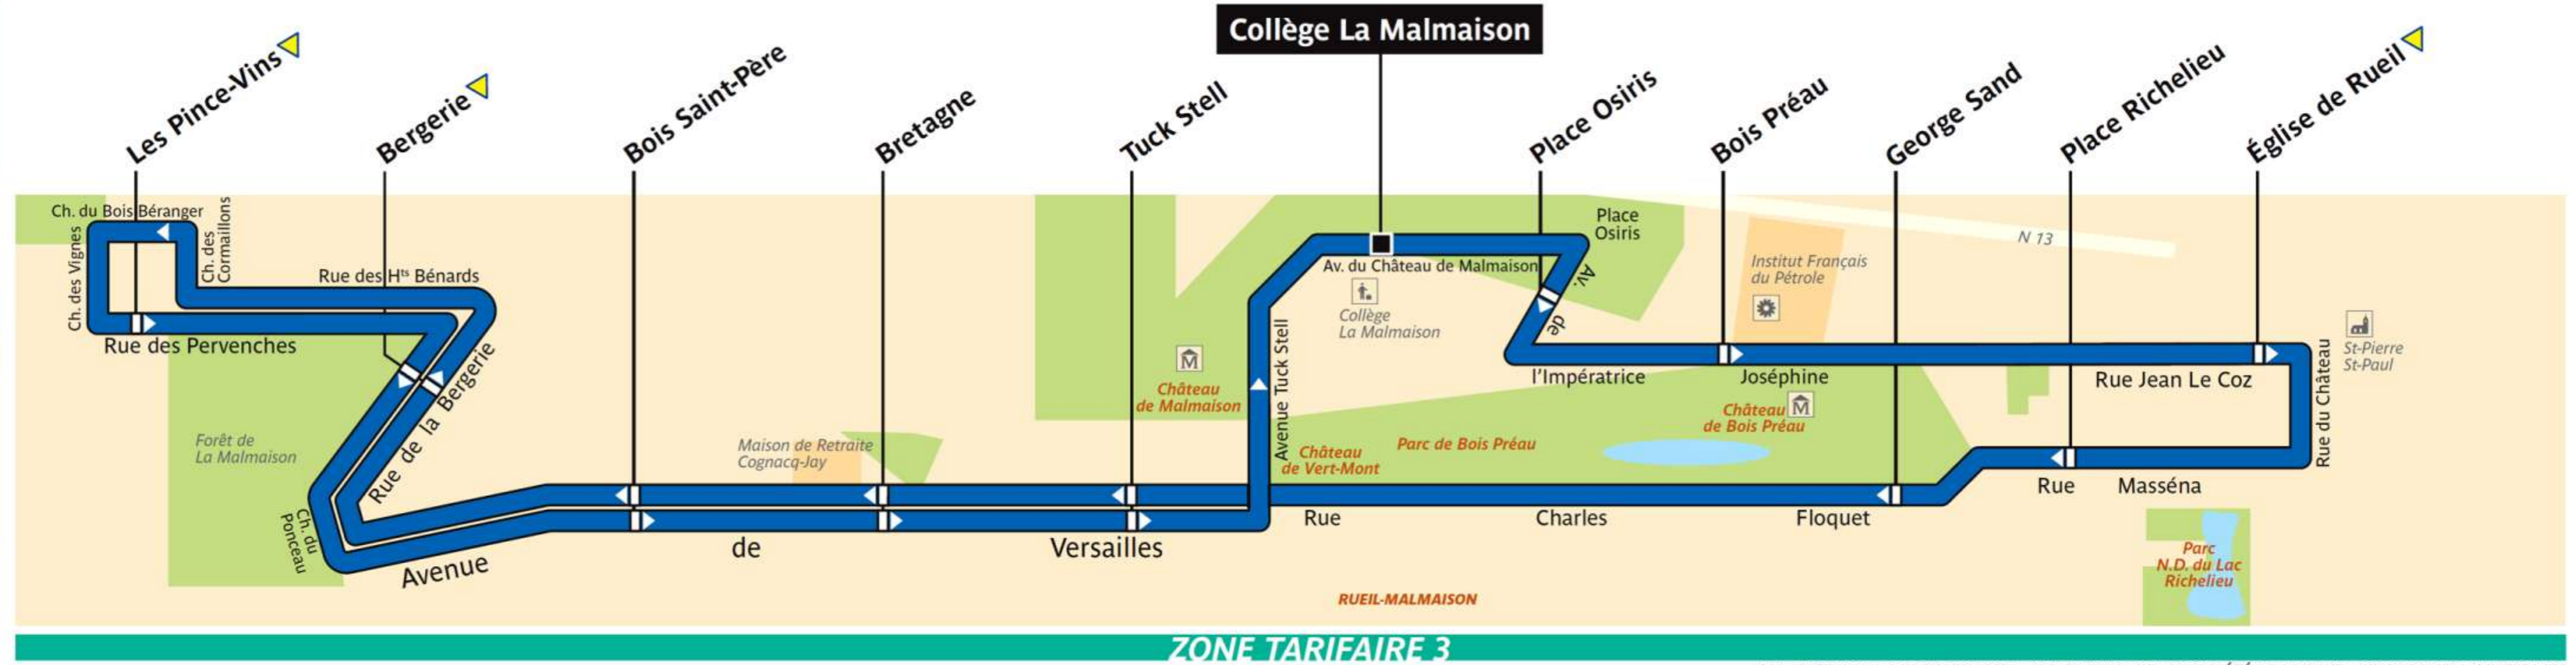 Collège La Malmaison
Les Pince-Vins
Bergerie
Bois Saint-Père
Bretagne
Tuck Stell
Place Osiris
Bois Préau
George Sand
Place Richelieu
Église de Rueil
Ch. du Bois Béranger
Ch. des Vignes
Ch. des
Cormaillons
Rue des Hts Bénards
Rue des Pervenches
Rue de la Bergerie
Forêt de
La Malmaison
Ch. du
Ponceau
Avenue de Versailles
Maison de Retraite
Cognacq-Jay
Château
de Malmaison
Avenue Tuck Stell
Av. du Château de Malmaison
Collège
La Malmaison
Place
Osiris
Av. de l'Impératrice Joséphine
Institut Français
du Pétrole
N 13
Château
de Vert-Mont
Parc de Bois Préau
Château
de Bois Préau
Rue Jean Le Coz
Rue du Château
St-Pierre
St-Paul
Rue Charles Floquet
Rue Masséna
Parc
N.D. du Lac
Richelieu
RUEIL-MALMAISON
ZONE TARIFAIRE 3